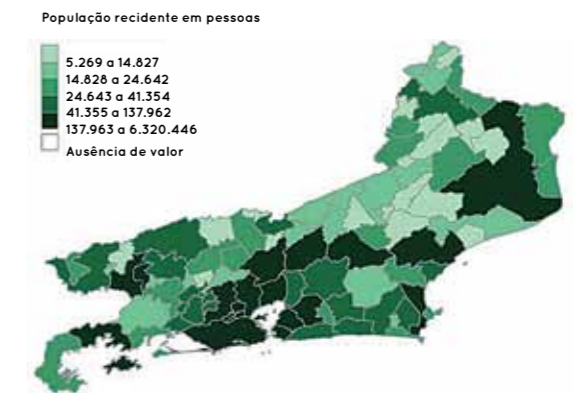 População recidente em pessoas
5.269 a 14.827
14.828 a 24.642
24.643 a 41.354
41.355 a 137.962
137.963 a 6.320.446
Ausência de valor